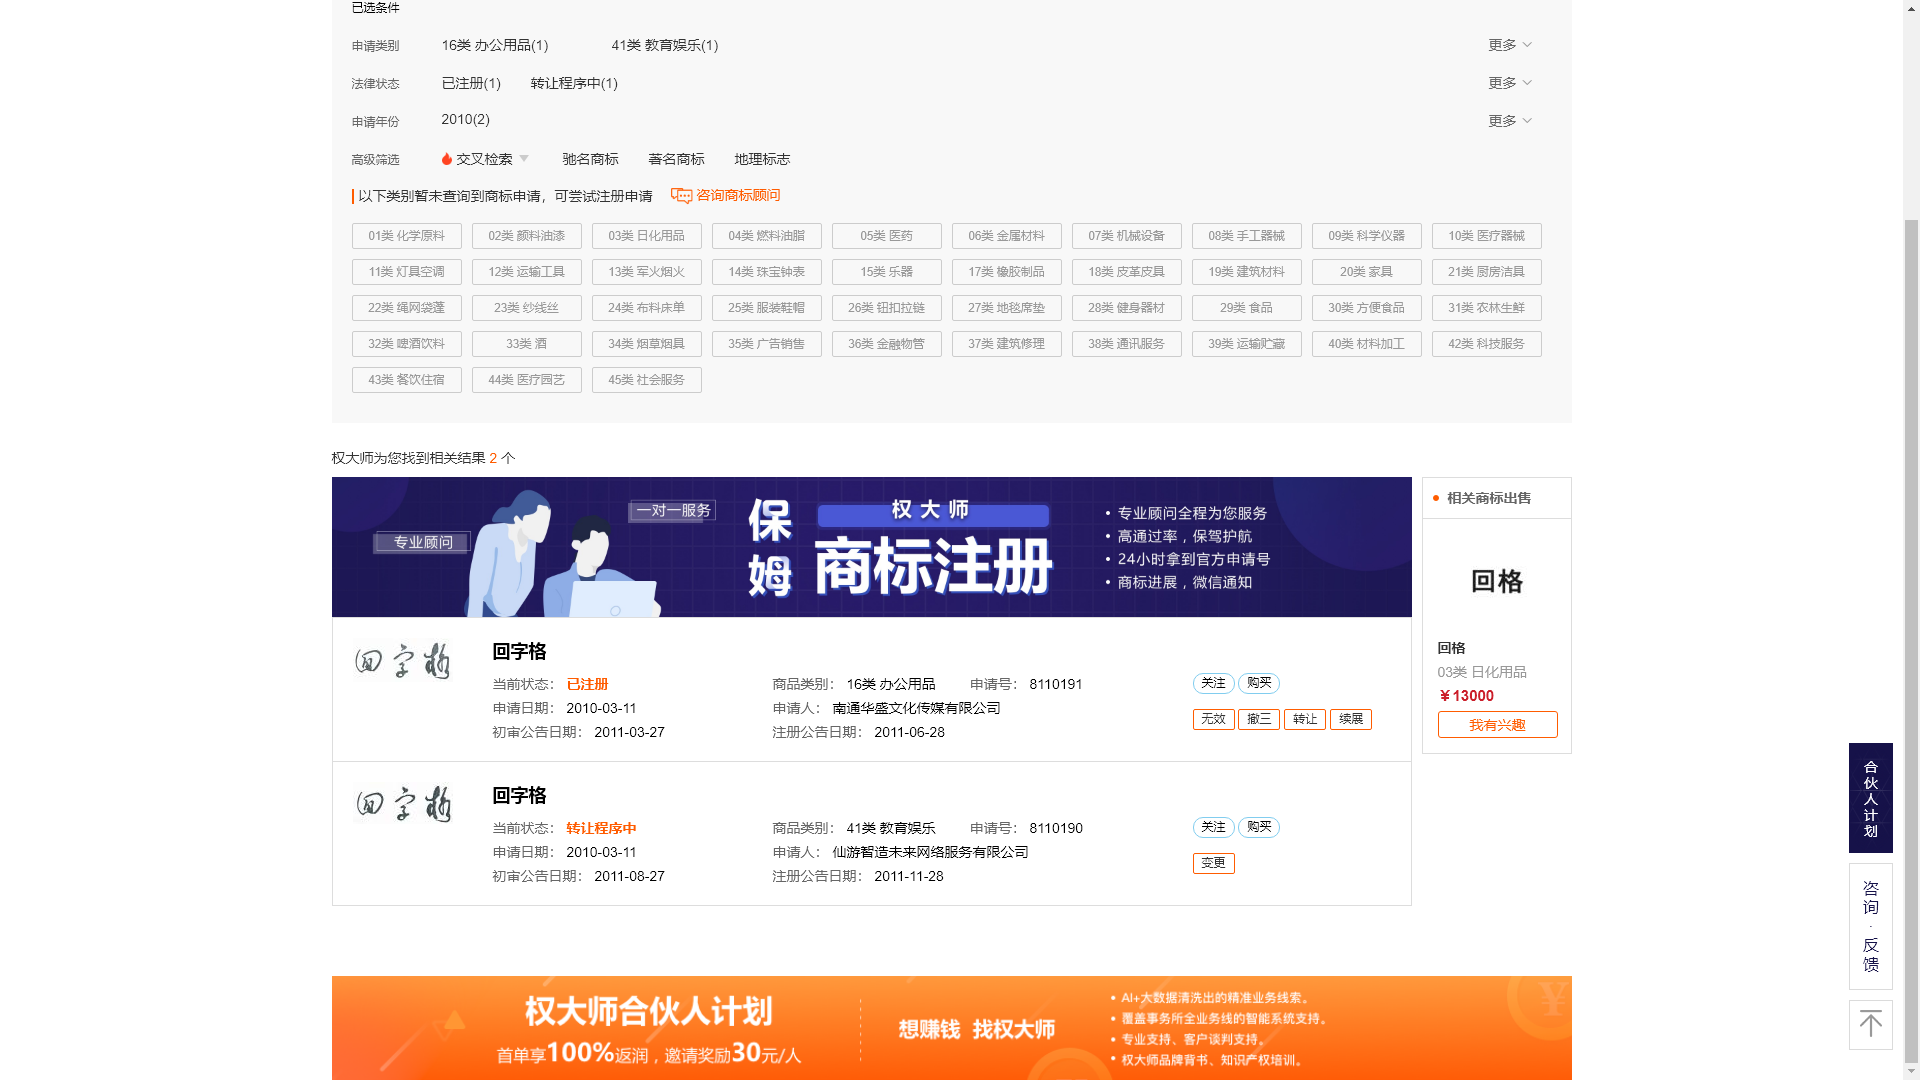 已选条件
申请类别 16类 办公用品(1) 41类 教育娱乐(1) 更多
法律状态 已注册(1) 转让程序中(1) 更多
申请年份 2010(2) 更多
高级筛选 交叉检索 驰名商标 著名商标 地理标志
以下类别暂未查询到商标申请，可尝试注册申请 咨询商标顾问
01类 化学原料 02类 颜料油漆 03类 日化用品 04类 燃料油脂 05类 医药 06类 金属材料 07类 机械设备 08类 手工器械 09类 科学仪器 10类 医疗器械
11类 灯具空调 12类 运输工具 13类 军火烟火 14类 珠宝钟表 15类 乐器 17类 橡胶制品 18类 皮革皮具 19类 建筑材料 20类 家具 21类 厨房洁具
22类 绳网袋蓬 23类 纱线丝 24类 布料床单 25类 服装鞋帽 26类 钮扣拉链 27类 地毯席垫 28类 健身器材 29类 食品 30类 方便食品 31类 农林生鲜
32类 啤酒饮料 33类 酒 34类 烟草烟具 35类 广告销售 36类 金融物管 37类 建筑修理 38类 通讯服务 39类 运输贮藏 40类 材料加工 42类 科技服务
43类 餐饮住宿 44类 医疗园艺 45类 社会服务
权大师为您找到相关结果 2 个
专业顾问
一对一服务
保姆
权大师
商标注册
• 专业顾问全程为您服务
• 高通过率，保驾护航
• 24小时拿到官方申请号
• 商标进展，微信通知
回字格
回字格
当前状态： 已注册 商品类别： 16类 办公用品 申请号： 8110191 关注 购买
申请日期： 2010-03-11 申请人： 南通华盛文化传媒有限公司 无效 撤三 转让 续展
初审公告日期： 2011-03-27 注册公告日期： 2011-06-28
回字格
回字格
当前状态： 转让程序中 商品类别： 41类 教育娱乐 申请号： 8110190 关注 购买
申请日期： 2010-03-11 申请人： 仙游智造未来网络服务有限公司 变更
初审公告日期： 2011-08-27 注册公告日期： 2011-11-28
相关商标出售
回格
回格
03类 日化用品
￥13000
我有兴趣
合伙人计划
咨询·反馈
权大师合伙人计划
首单享100%返润，邀请奖励30元/人
想赚钱 找权大师
• AI+大数据清洗出的精准业务线索。
• 覆盖事务所全业务线的智能系统支持。
• 专业支持、客户谈判支持。
• 权大师品牌背书、知识产权培训。
¥